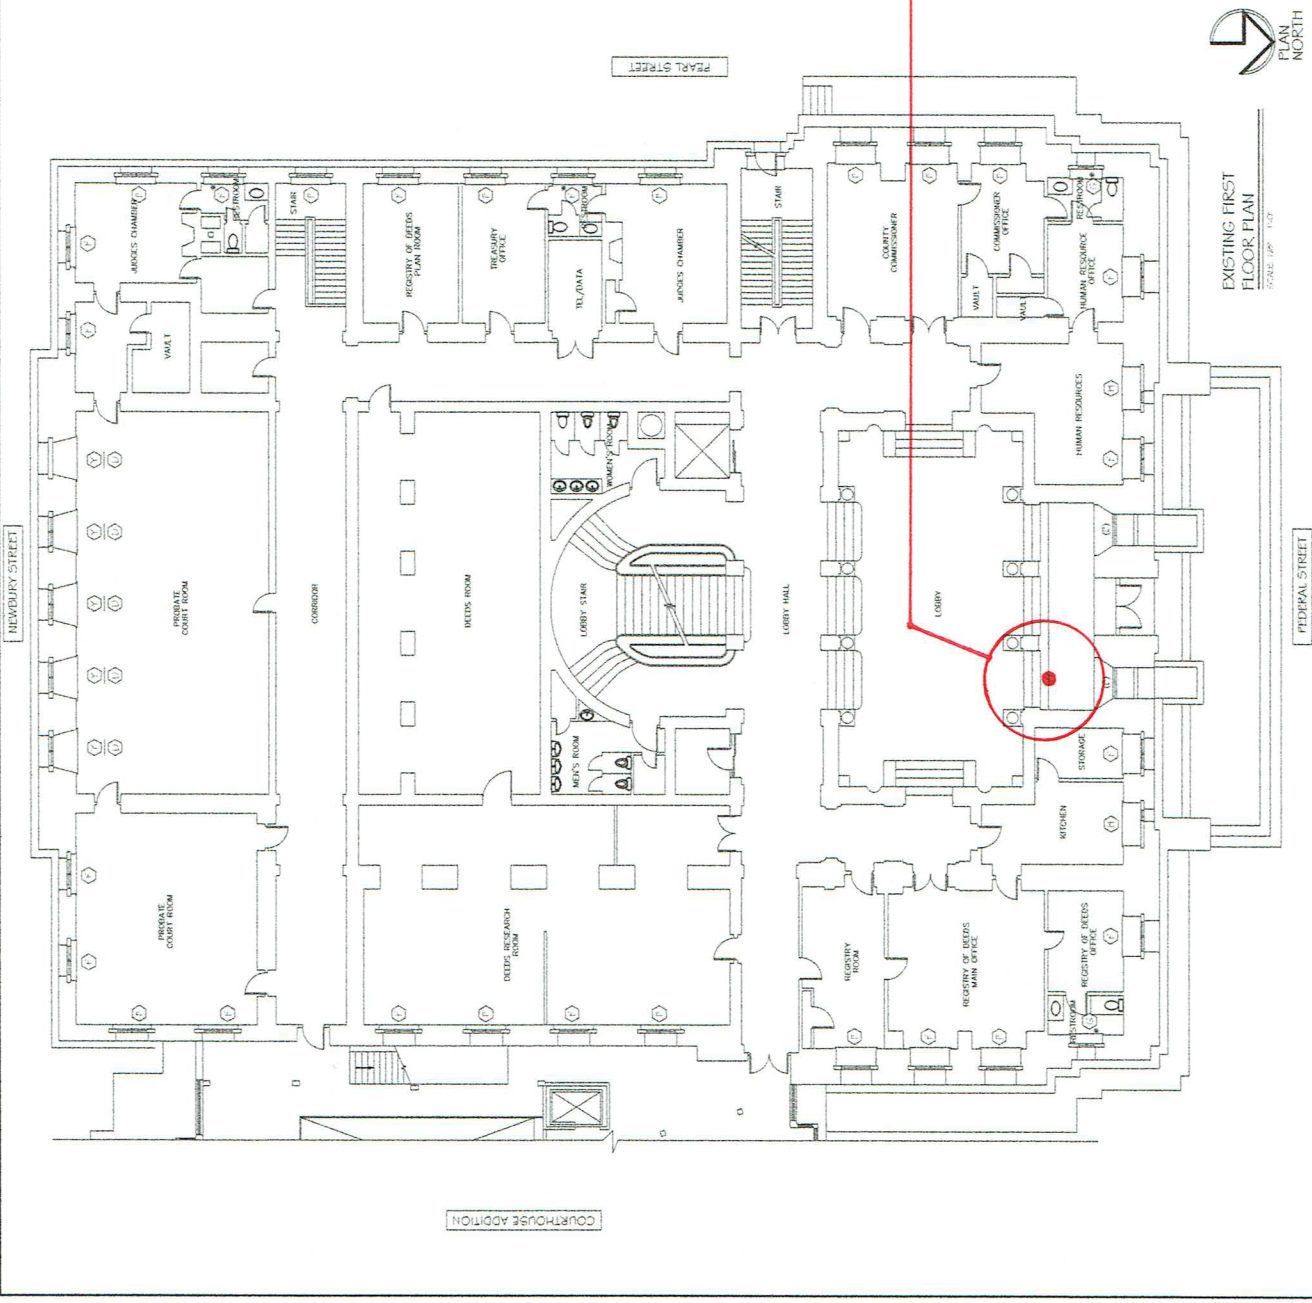 PLAN
NORTH
EXISTING FIRST
FLOOR PLAN
PEARL STREET
NEWBURY STREET
FEDERAL STREET
COURTHOUSE ADDITION
JUDGES CHAMBER
RESTROOM
STAIR
REGISTRY OF DEEDS
PLAN ROOM
TREASURY
OFFICE
RESTROOM
TEL/DATA
JUDGES CHAMBER
STAIR
COUNTY
COMMISSIONER
COMMISSIONER
OFFICE
RESTROOM
HUMAN RESOURCE
OFFICE
VAULT
VAULT
VAULT
HUMAN RESOURCES
PROBATE
COURT ROOM
CORRIDOR
DEEDS ROOM
WOMEN'S ROOM
LOBBY STAIR
LOBBY HALL
LOBBY
MEN'S ROOM
STORAGE
KITCHEN
PROBATE
COURT ROOM
DEEDS RESEARCH
ROOM
REGISTRY
ROOM
REGISTRY OF DEEDS
MAIN OFFICE
REGISTRY OF DEEDS
OFFICE
RESTROOM